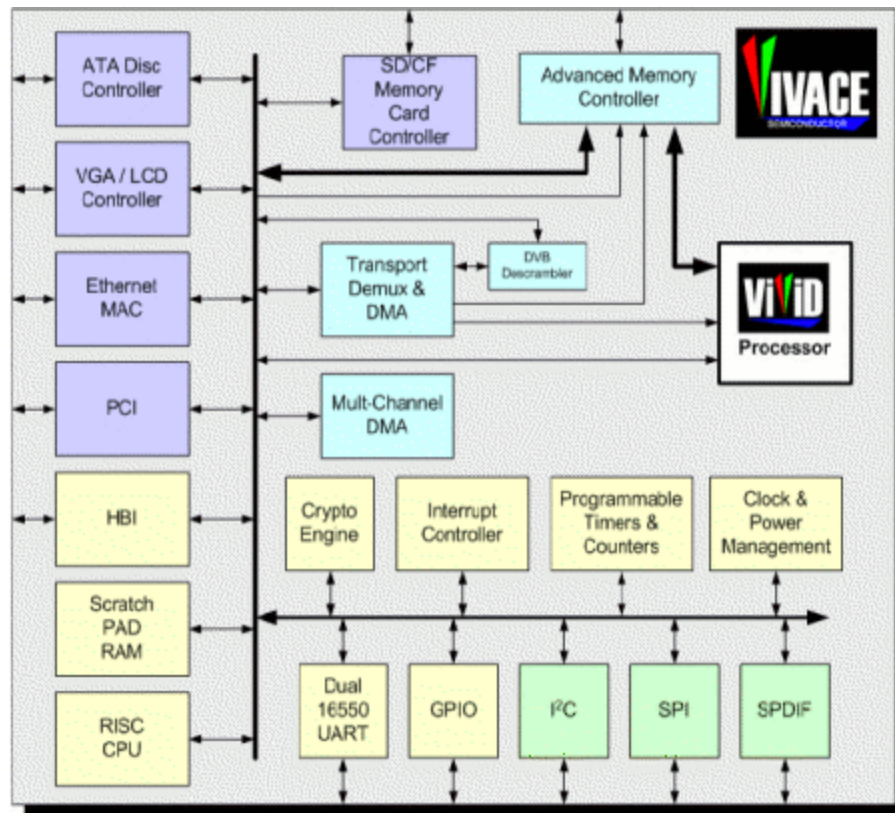 ATA Disc
Controller
SD/CF
Memory
Card
Controller
Advanced Memory
Controller
VIVACE
SEMICONDUCTOR
VGA / LCD
Controller
Ethernet
MAC
Transport
Demux &
DMA
DVB
Descrambler
ViViD
Processor
PCI
Mult-Channel
DMA
HBI
Crypto
Engine
Interrupt
Controller
Programmable
Timers &
Counters
Clock &
Power
Management
Scratch
PAD
RAM
RISC
CPU
Dual
16550
UART
GPIO
I²C
SPI
SPDIF